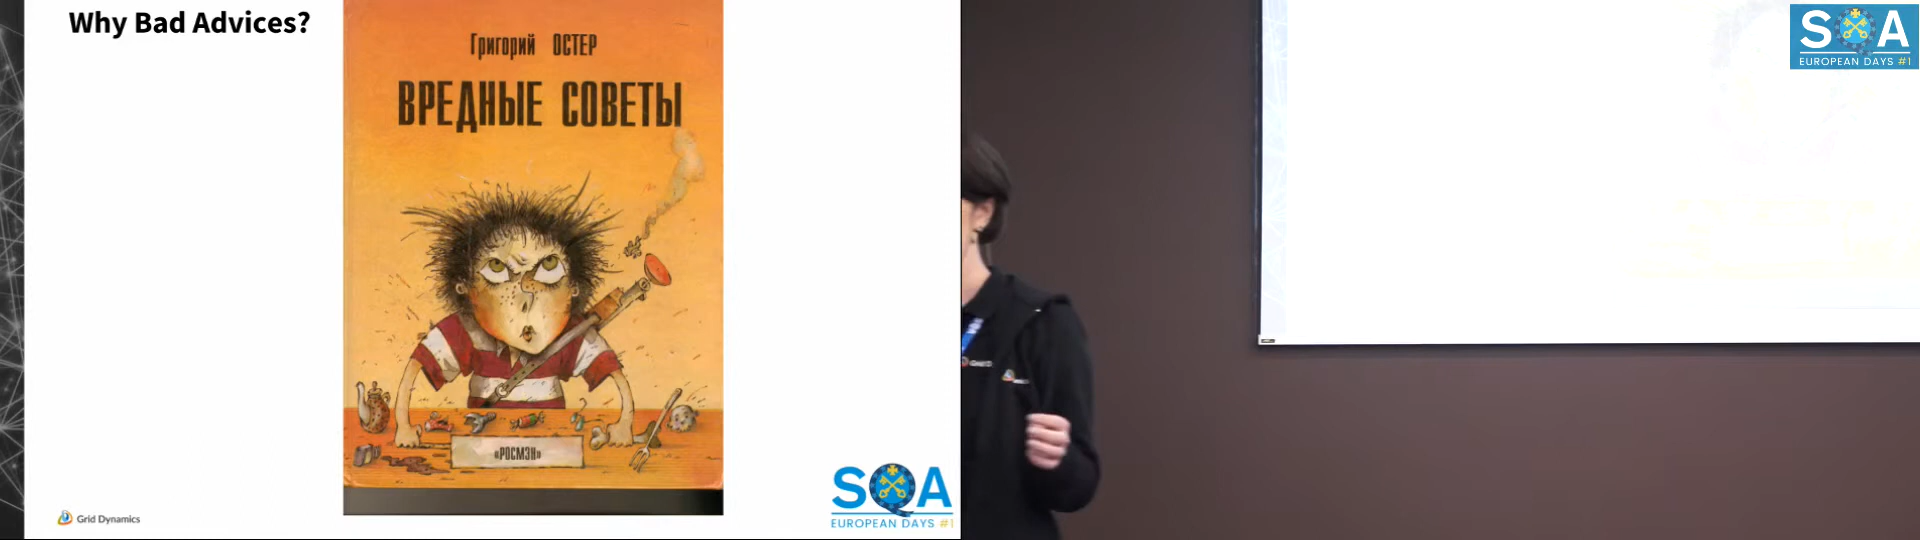 Why Bad Advices?
Григорий ОСТЕР
ВРЕДНЫЕ СОВЕТЫ
«РОСМЭН»
Grid Dynamics
SQA
EUROPEAN DAYS #1
SQA
EUROPEAN DAYS #1